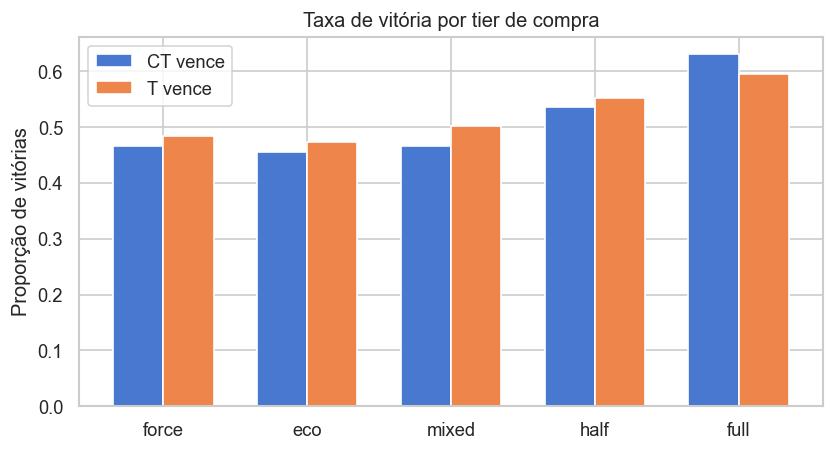 Taxa de vitória por tier de compra
CT vence
T vence
Proporção de vitórias
0.6
0.5
0.4
0.3
0.2
0.1
0.0
force
eco
mixed
half
full